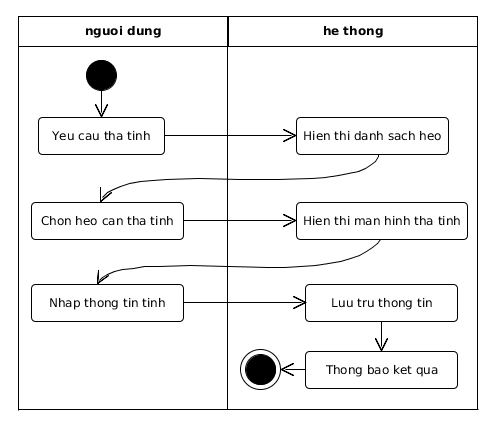 nguoi dung
he thong
Yeu cau tha tinh
Hien thi danh sach heo
Chon heo can tha tinh
Hien thi man hinh tha tinh
Nhap thong tin tinh
Luu tru thong tin
Thong bao ket qua